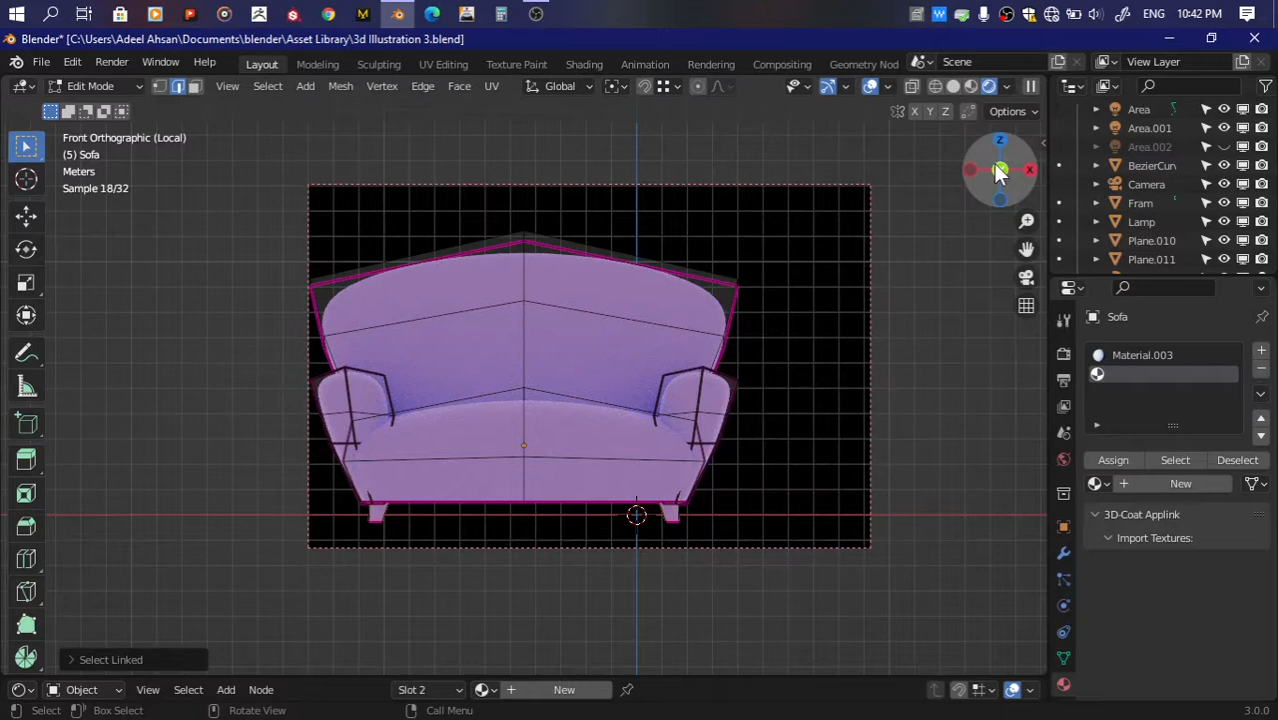 ENG 10:42 PM
Blender* [C:\Users\Adeel Ahsan\Documents\blender\Asset Library\3d Illustration 3.blend]
File Edit Render Window Help Layout Modeling Sculpting UV Editing Texture Paint Shading Animation Rendering Compositing Geometry Nod Scene View Layer
Edit Mode View Select Add Mesh Vertex Edge Face UV Global
X Y Z Options
Front Orthographic (Local)
(5) Sofa
Meters
Sample 18/32
Z
X
Area
Area.001
Area.002
BezierCurv
Camera
Fram
Lamp
Plane.010
Plane.011
Sofa
Material.003
Assign Select Deselect
New
3D-Coat Applink
Import Textures:
Select Linked
Object View Select Add Node Slot 2 New
Select Box Select Rotate View Call Menu 3.0.0